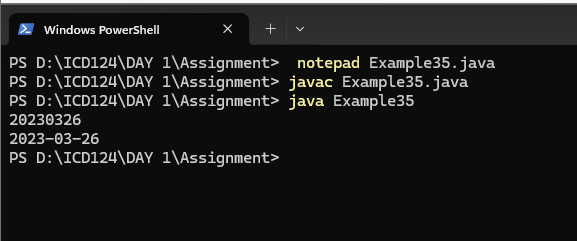 Windows PowerShell
PS D:\ICD124\DAY 1\Assignment>  notepad Example35.java
PS D:\ICD124\DAY 1\Assignment> javac Example35.java
PS D:\ICD124\DAY 1\Assignment> java Example35
20230326
2023-03-26
PS D:\ICD124\DAY 1\Assignment>